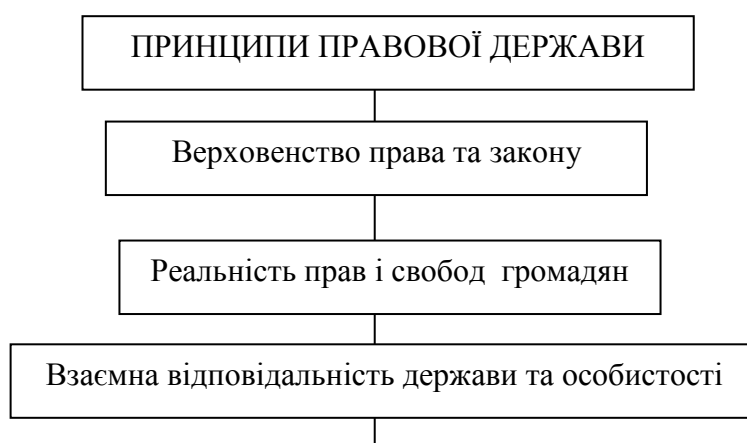 ПРИНЦИПИ ПРАВОВОЇ ДЕРЖАВИ
Верховенство права та закону
Реальність прав і свобод громадян
Взаємна відповідальність держави та особистості